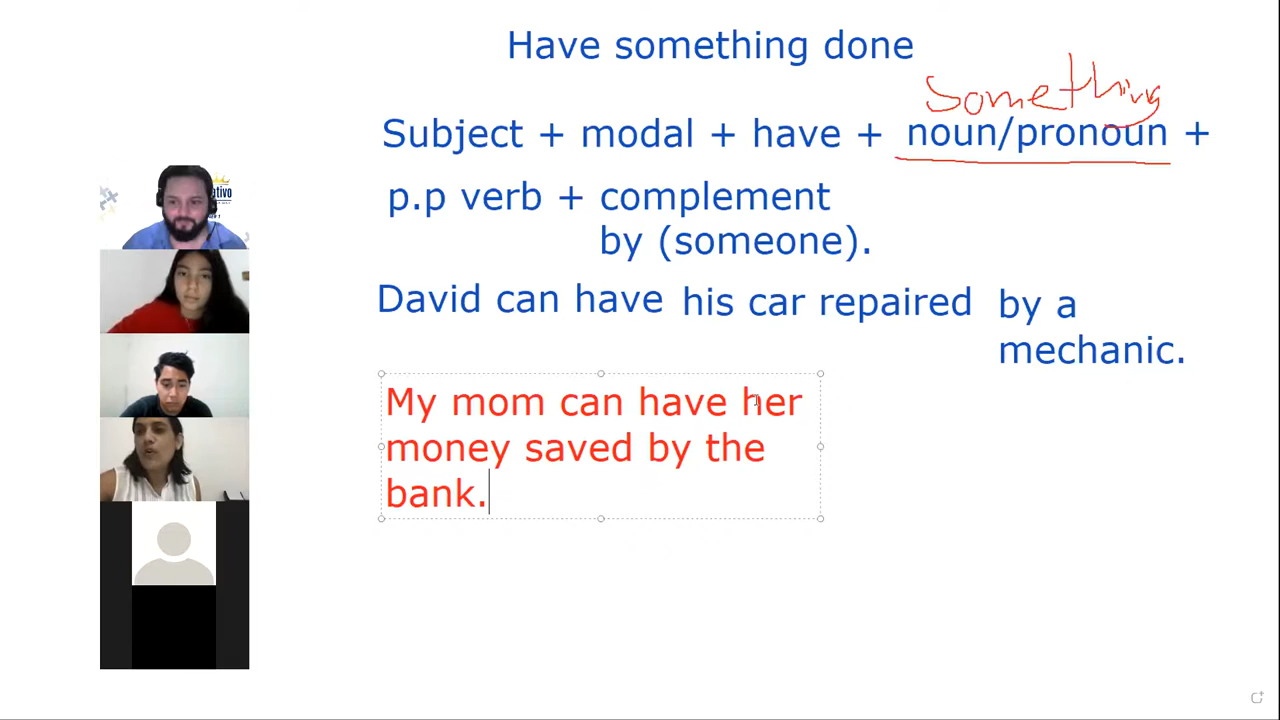 Have something done
something
Subject + modal + have + noun/pronoun +
p.p verb + complement
by (someone).
David can have his car repaired by a
mechanic.
My mom can have her
money saved by the
bank.